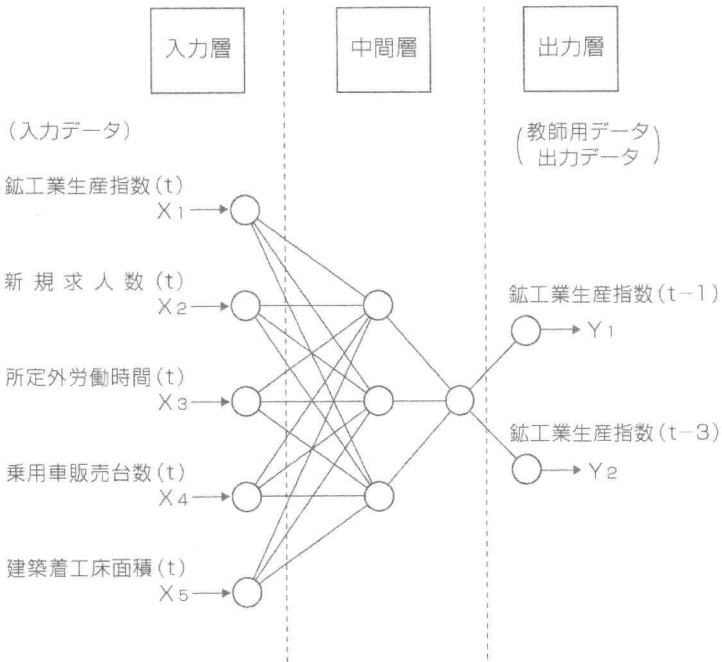 入力層
中間層
出力層
(入力データ)
(教師用データ
出力データ)
鉱工業生産指数(t)
X1
新規求人数(t)
X2
所定外労働時間(t)
X3
乗用車販売台数(t)
X4
建築着工床面積(t)
X5
鉱工業生産指数(t-1)
Y1
鉱工業生産指数(t-3)
Y2